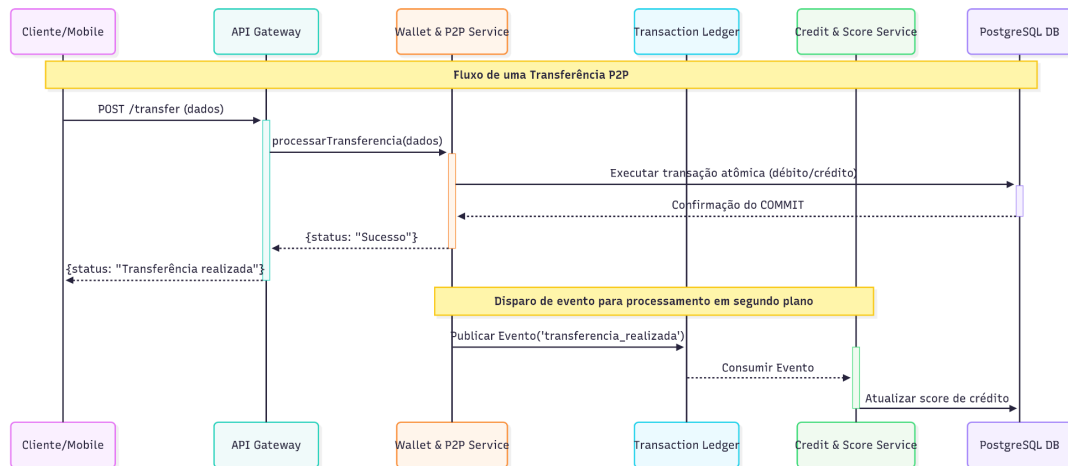 Cliente/Mobile
API Gateway
Wallet & P2P Service
Transaction Ledger
Credit & Score Service
PostgreSQL DB
Fluxo de uma Transferência P2P
POST /transfer (dados)
processarTransferencia(dados)
Executar transação atômica (débito/crédito)
Confirmação do COMMIT
{status: "Sucesso"}
{status: "Transferência realizada"}
Disparo de evento para processamento em segundo plano
Publicar Evento('transferencia_realizada')
Consumir Evento
Atualizar score de crédito
Cliente/Mobile
API Gateway
Wallet & P2P Service
Transaction Ledger
Credit & Score Service
PostgreSQL DB